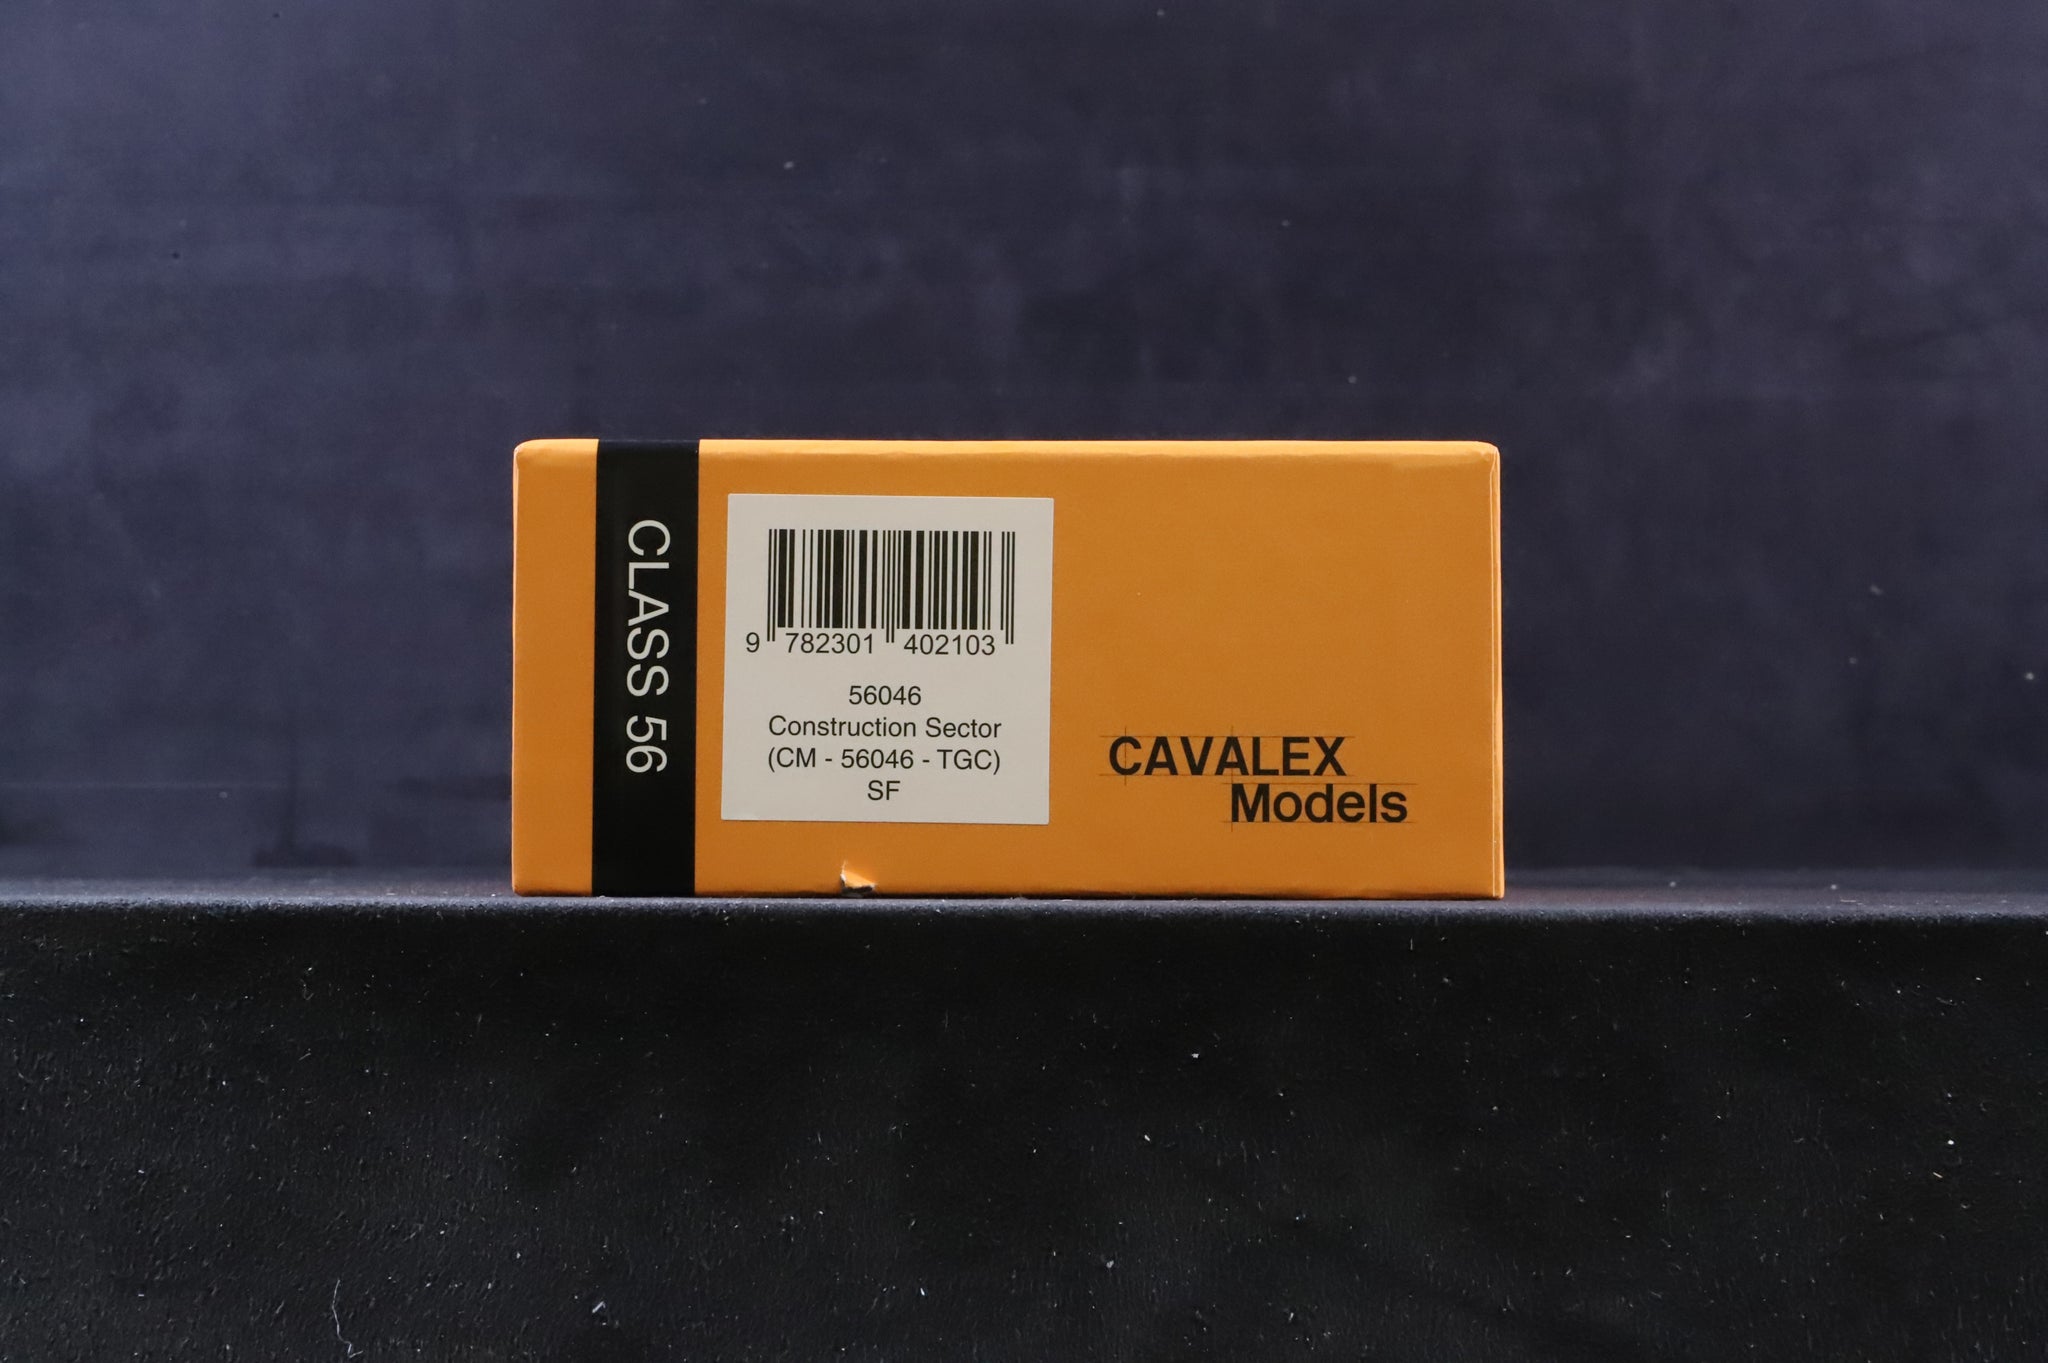 CLASS 56
9 782301 402103
56046
Construction Sector
(CM - 56046 - TGC)
SF
CAVALEX
Models